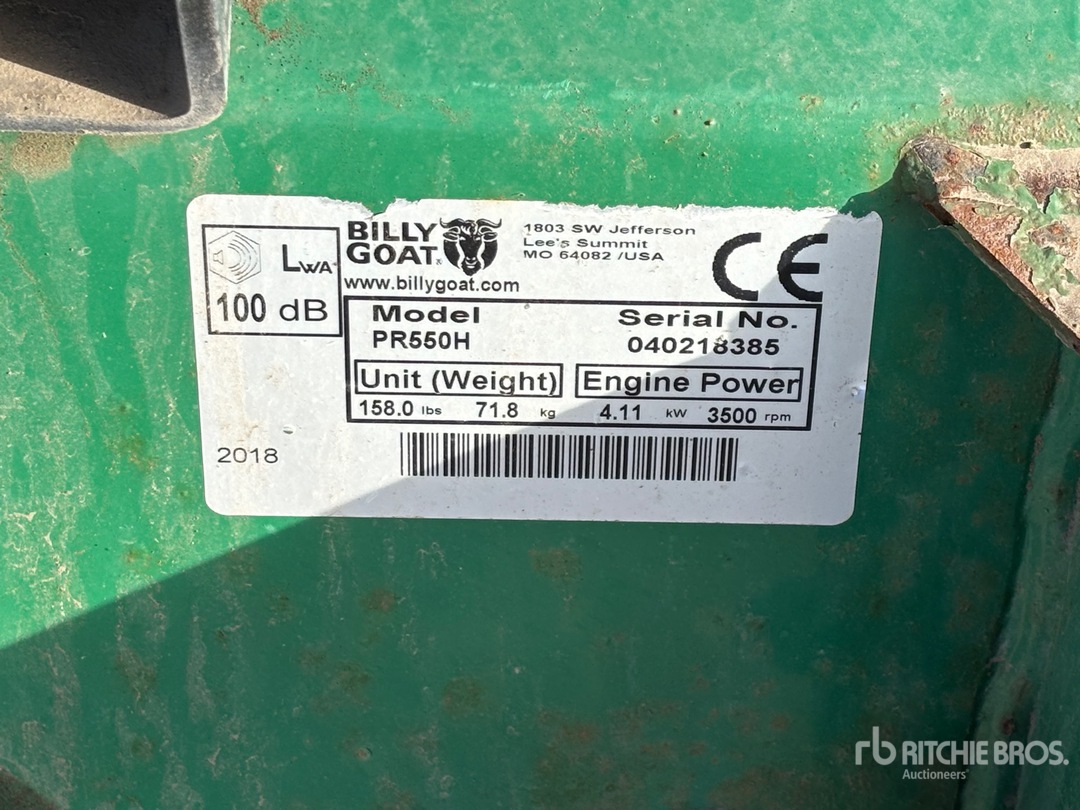 LWA
100 dB
BILLY
GOAT
www.billygoat.com
1803 SW Jefferson
Lee's Summit
MO 64082 /USA
CE
Model
Serial No.
PR550H
040218385
Unit (Weight)
Engine Power
158.0 lbs 71.8 kg
4.11 kW 3500 rpm
2018
rb RITCHIE BROS.
Auctioneers